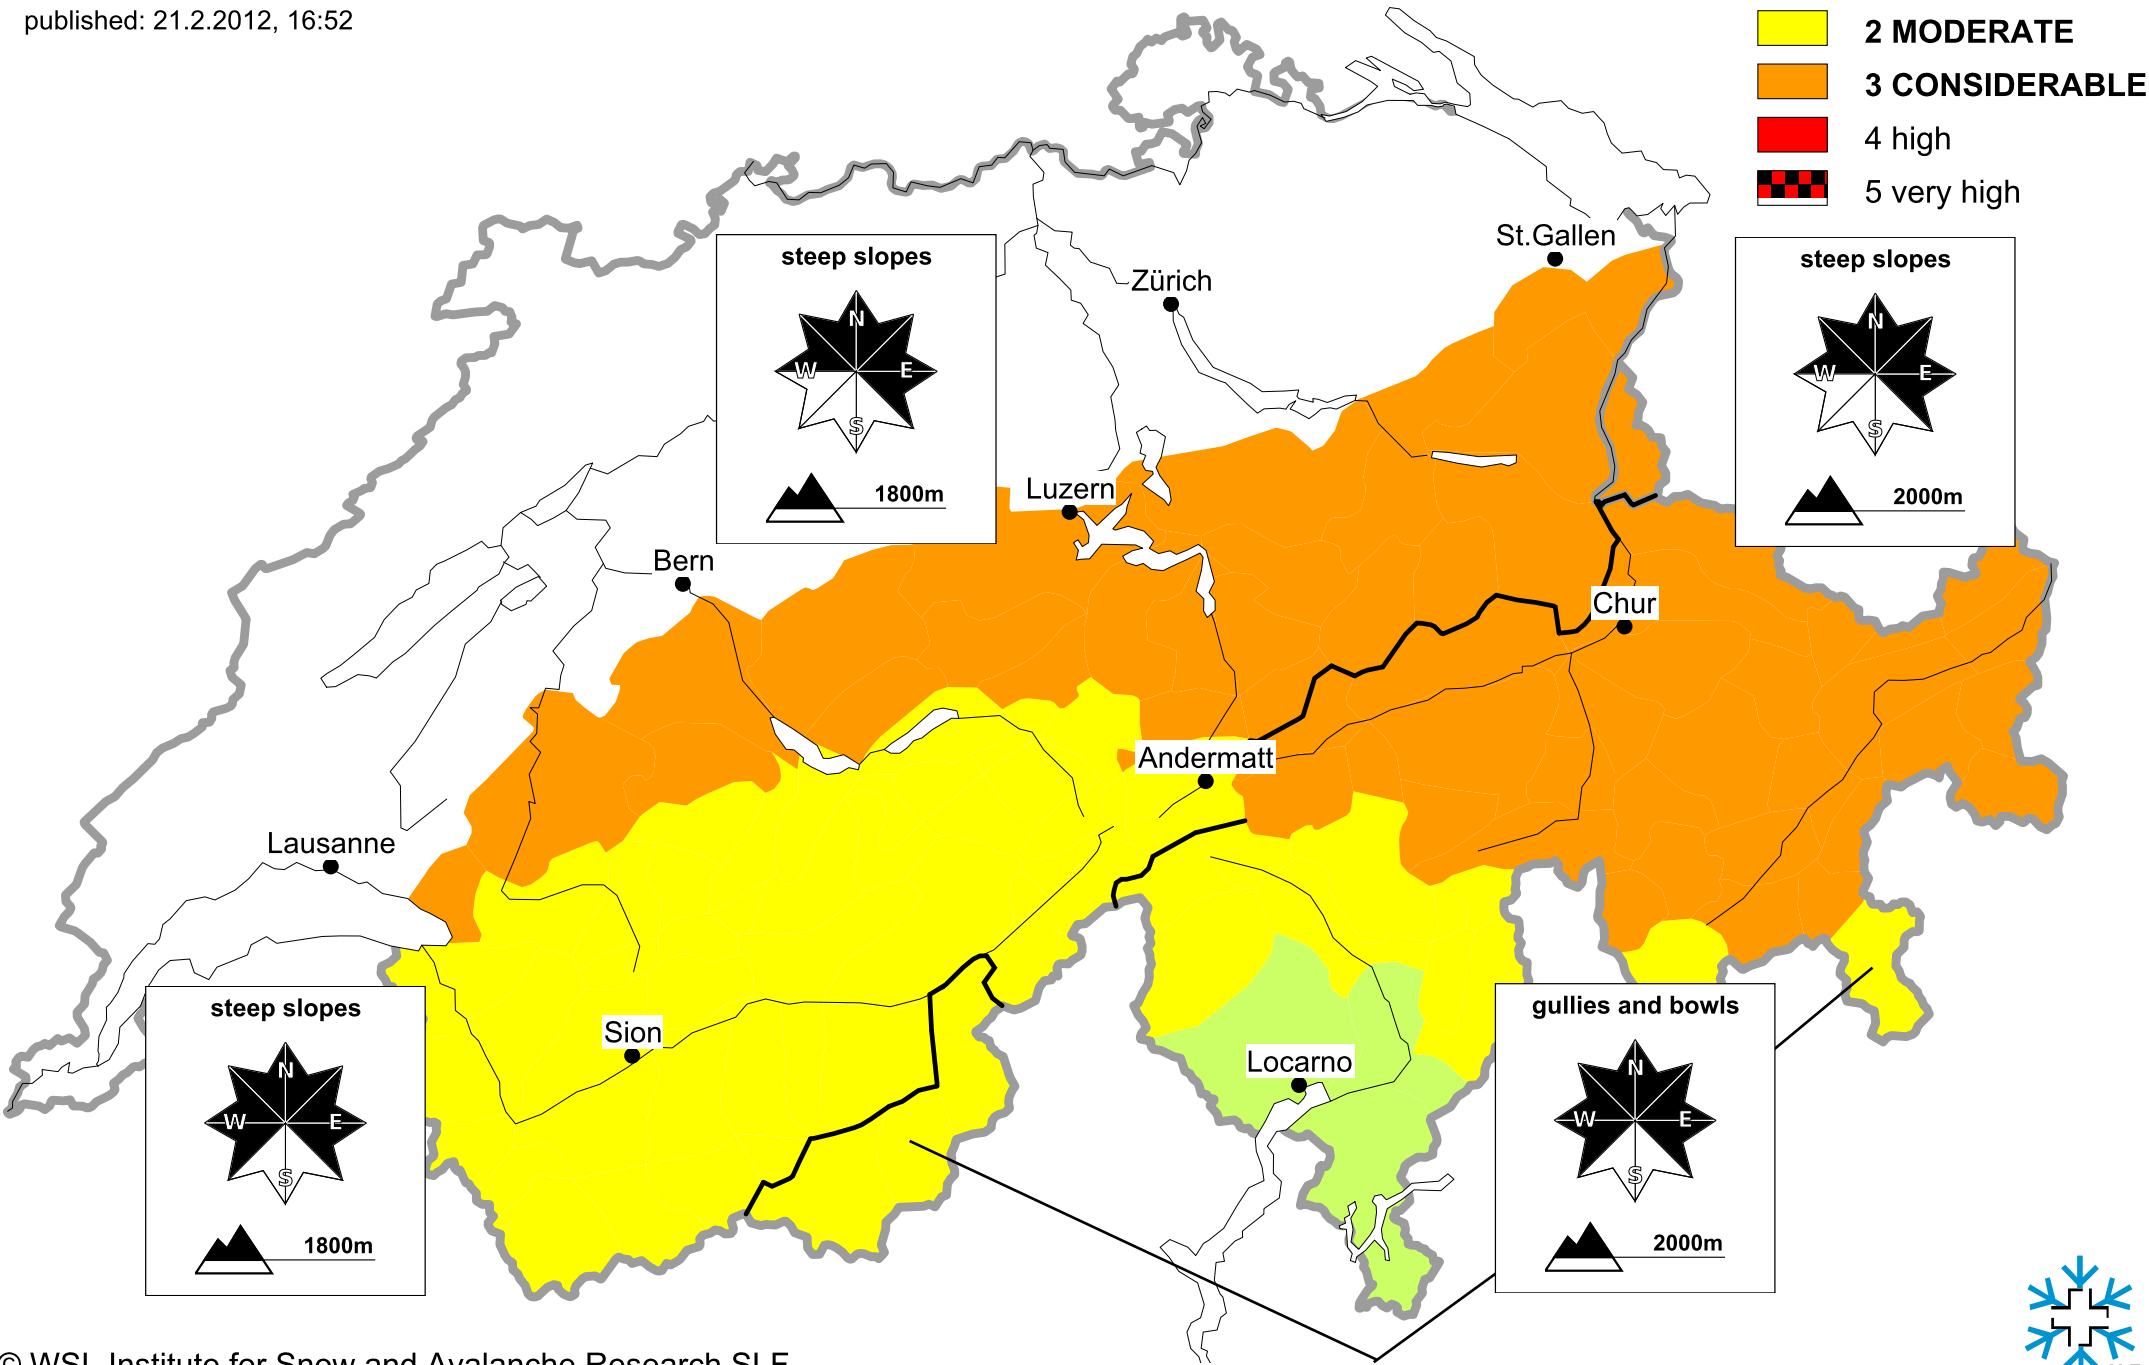 published: 21.2.2012, 16:52
2 MODERATE
3 CONSIDERABLE
4 high
5 very high
St.Gallen
steep slopes
N
W E
S
1800m
Zürich
steep slopes
N
W E
S
2000m
Luzern
Bern
Chur
Andermatt
Lausanne
steep slopes
N
W E
S
1800m
Sion
Locarno
gullies and bowls
N
W E
S
2000m
© WSL Institute for Snow and Avalanche Research SLF